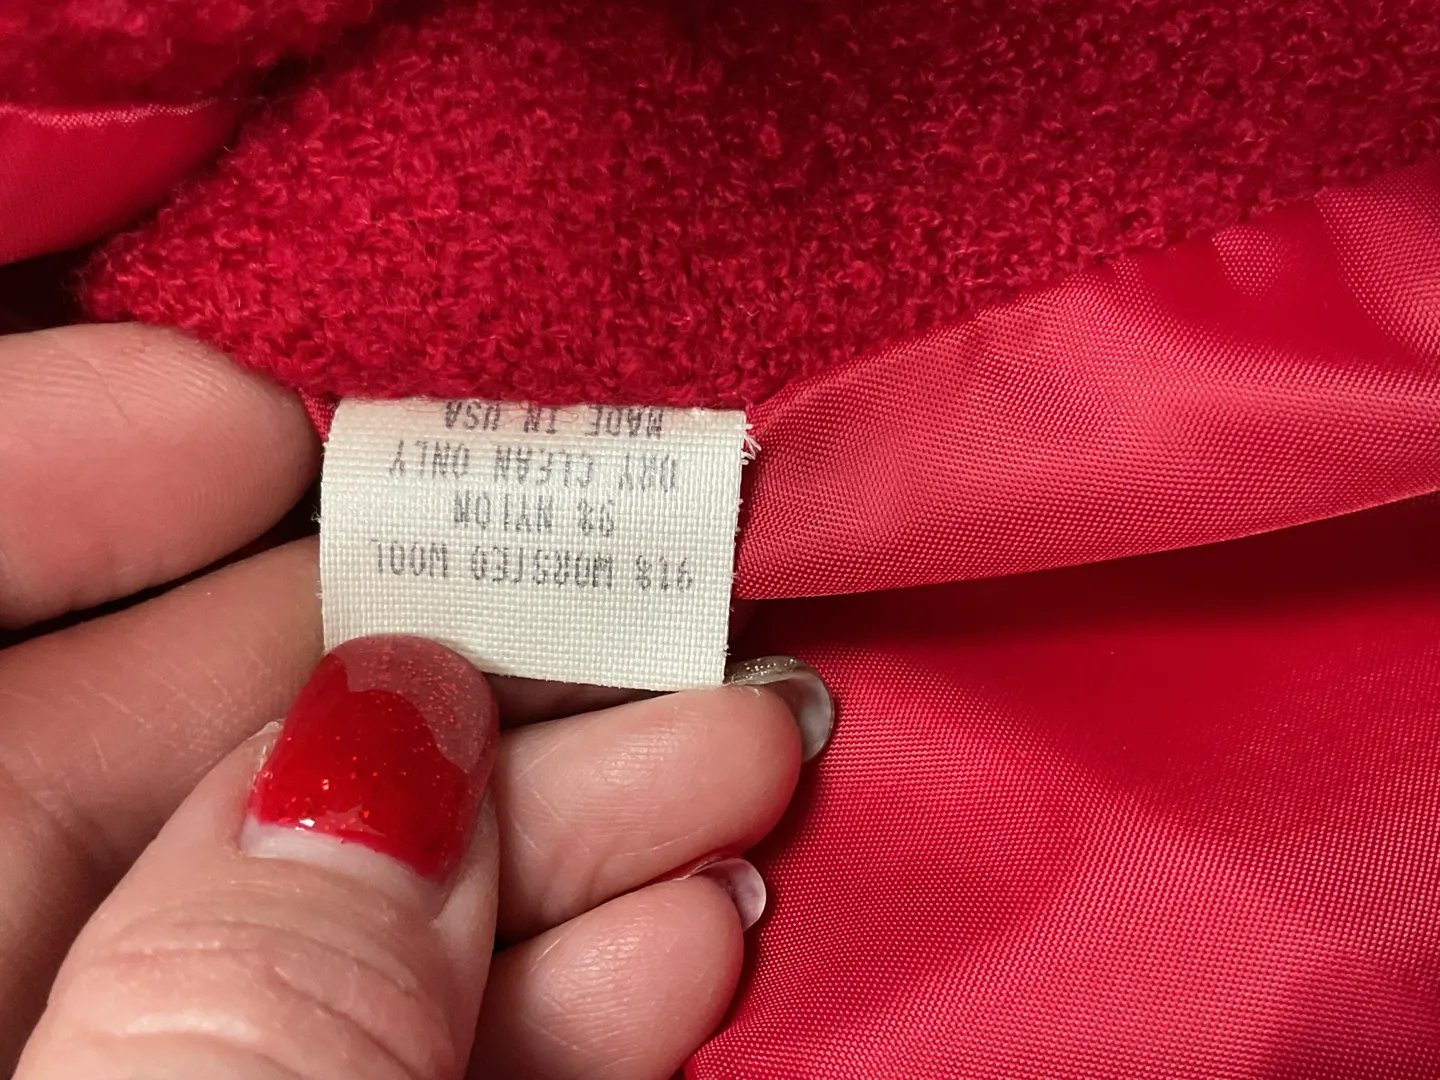 91% WORSTED WOOL
9% NYLON
DRY CLEAN ONLY
MADE IN USA